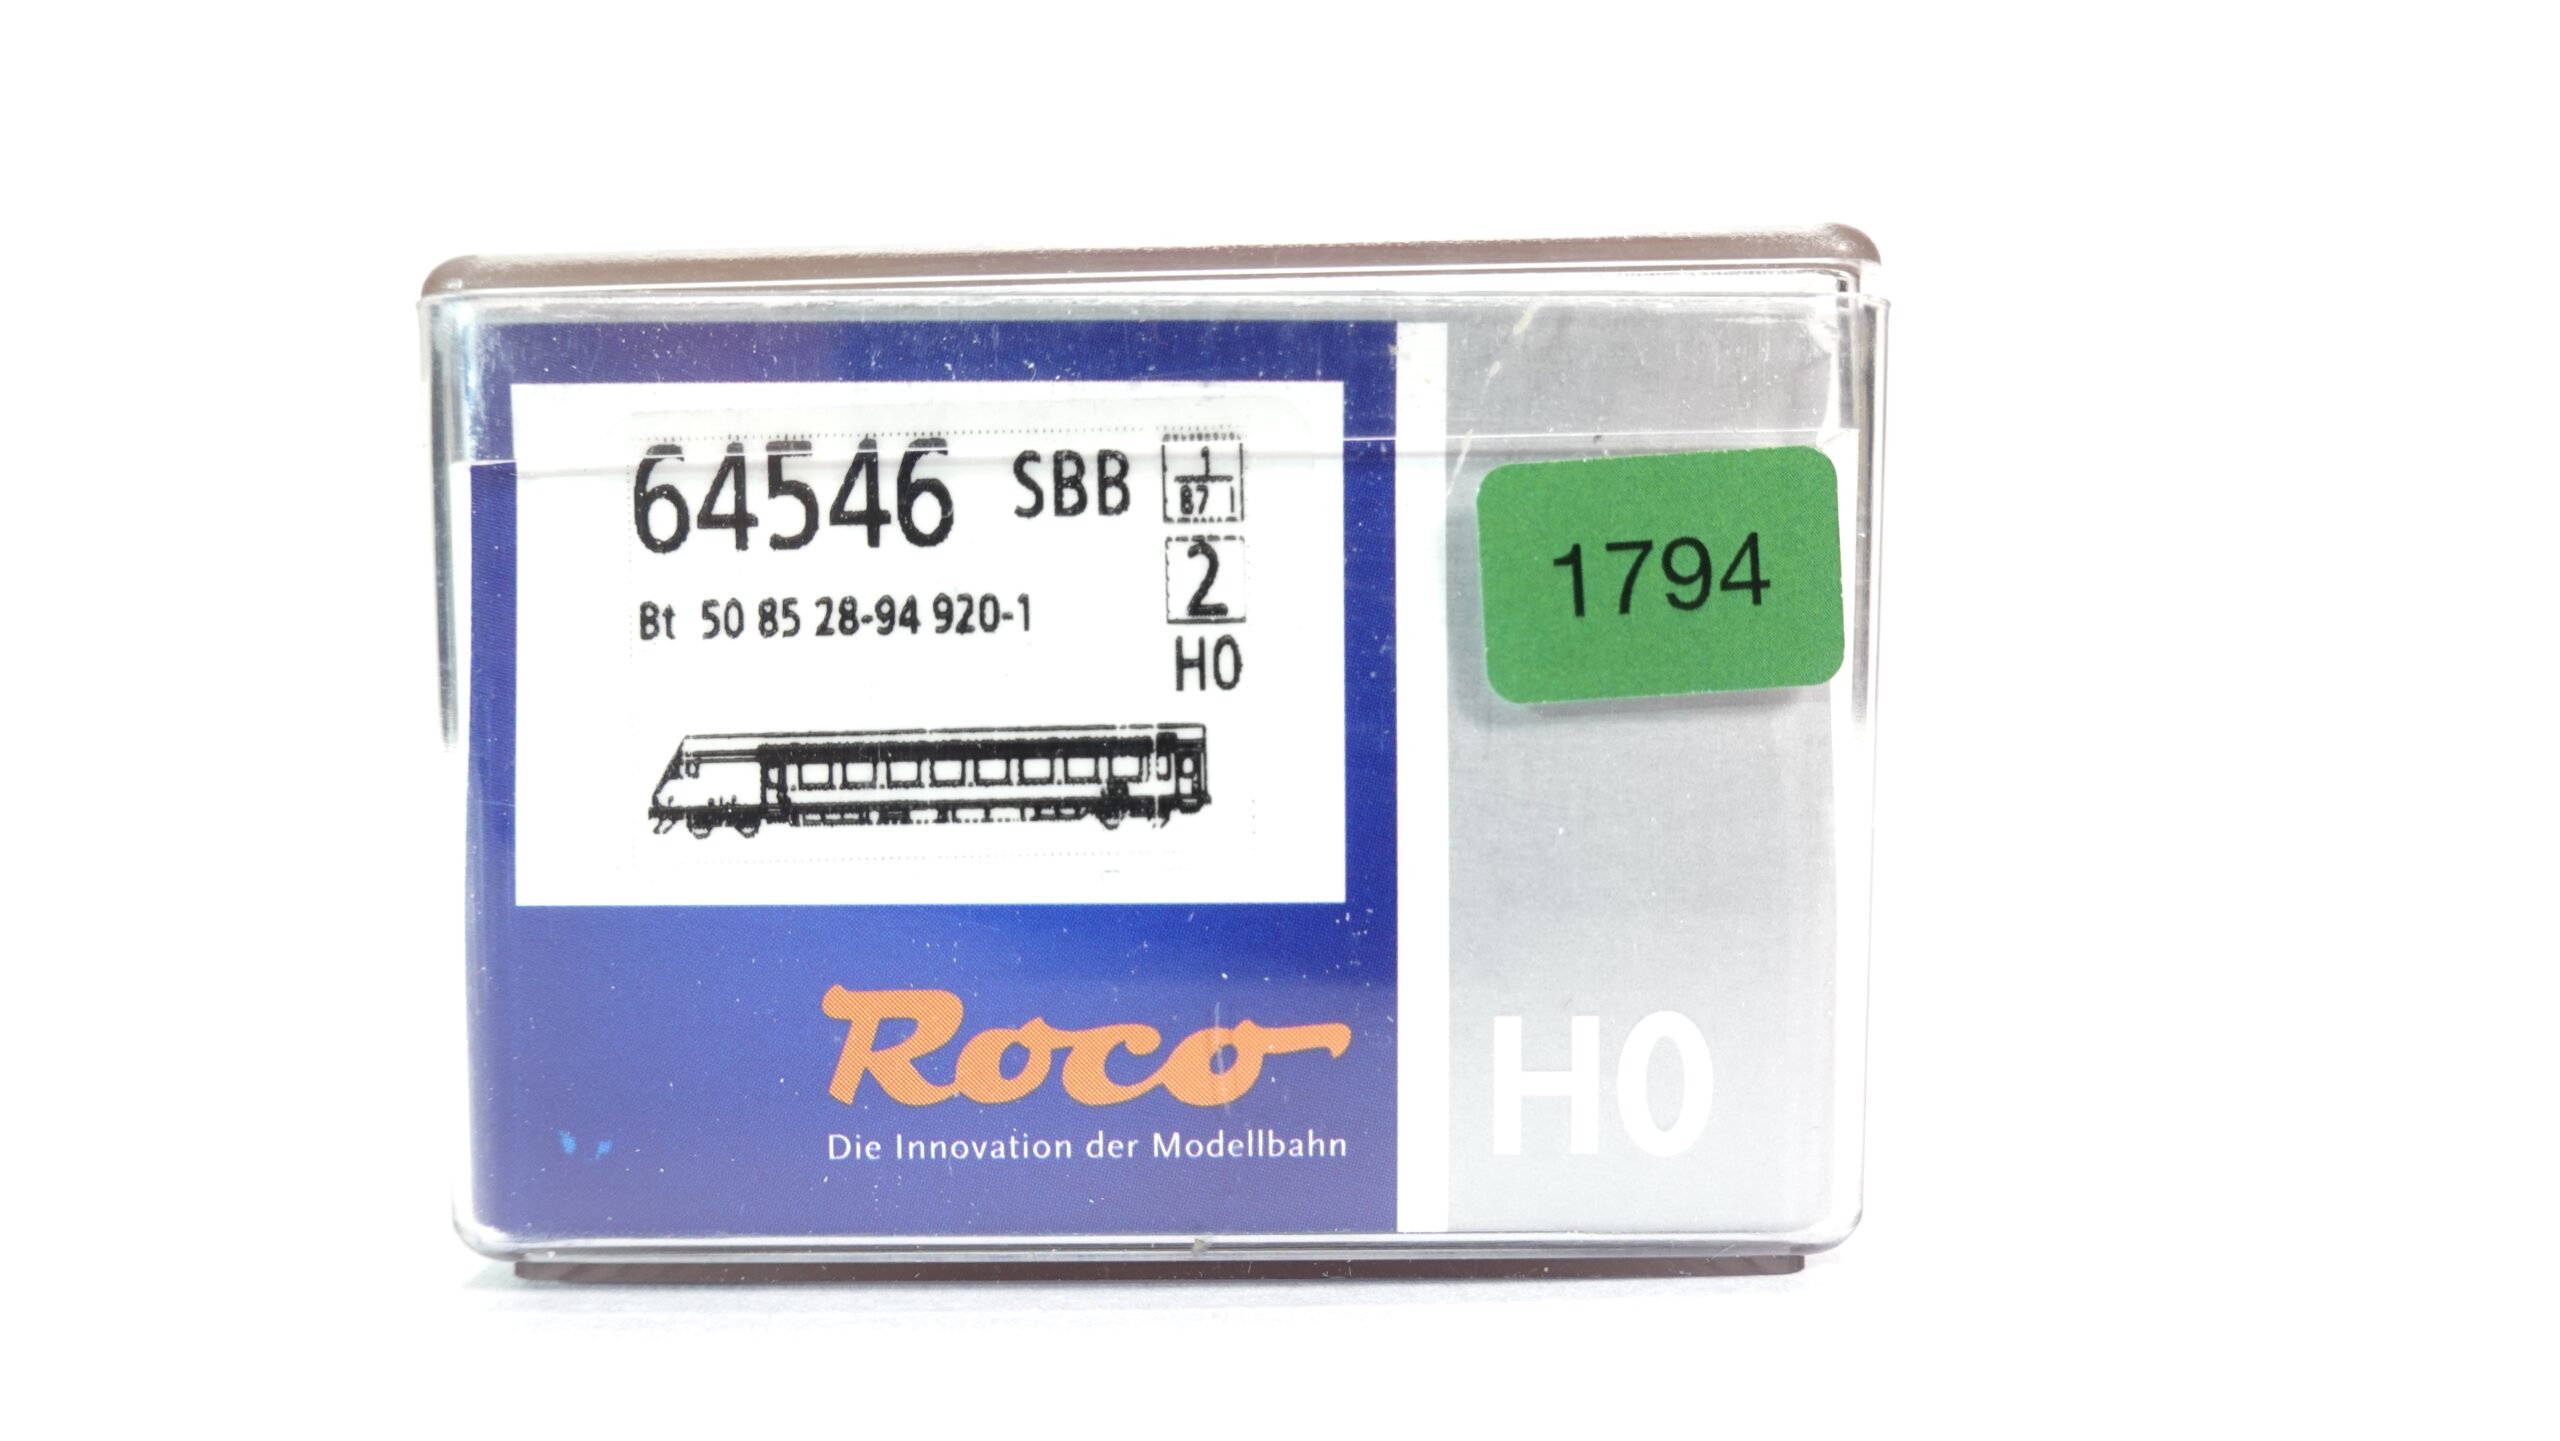 64546 SBB
1
87
2
Bt 50 85 28-94 920-1
H0
1794
Roco
Die Innovation der Modellbahn
H0